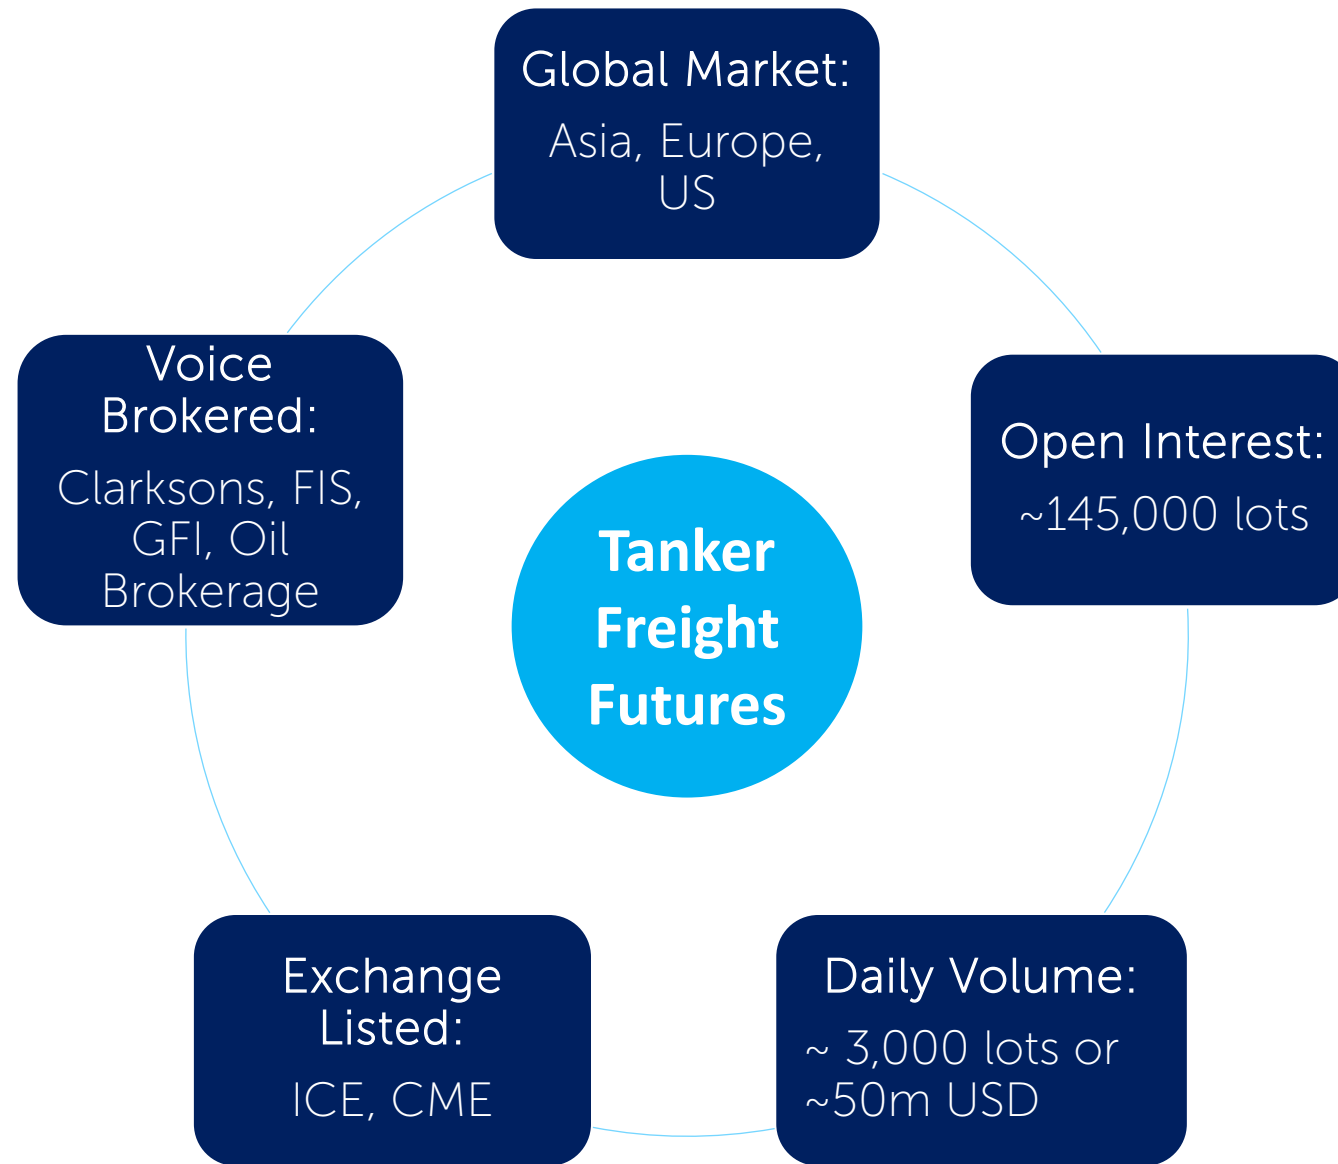 Global Market:
Asia, Europe,
US
Voice
Brokered:
Clarksons, FIS,
GFI, Oil
Brokerage
Open Interest:
~145,000 lots
Tanker
Freight
Futures
Exchange
Listed:
ICE, CME
Daily Volume:
~ 3,000 lots or
~50m USD